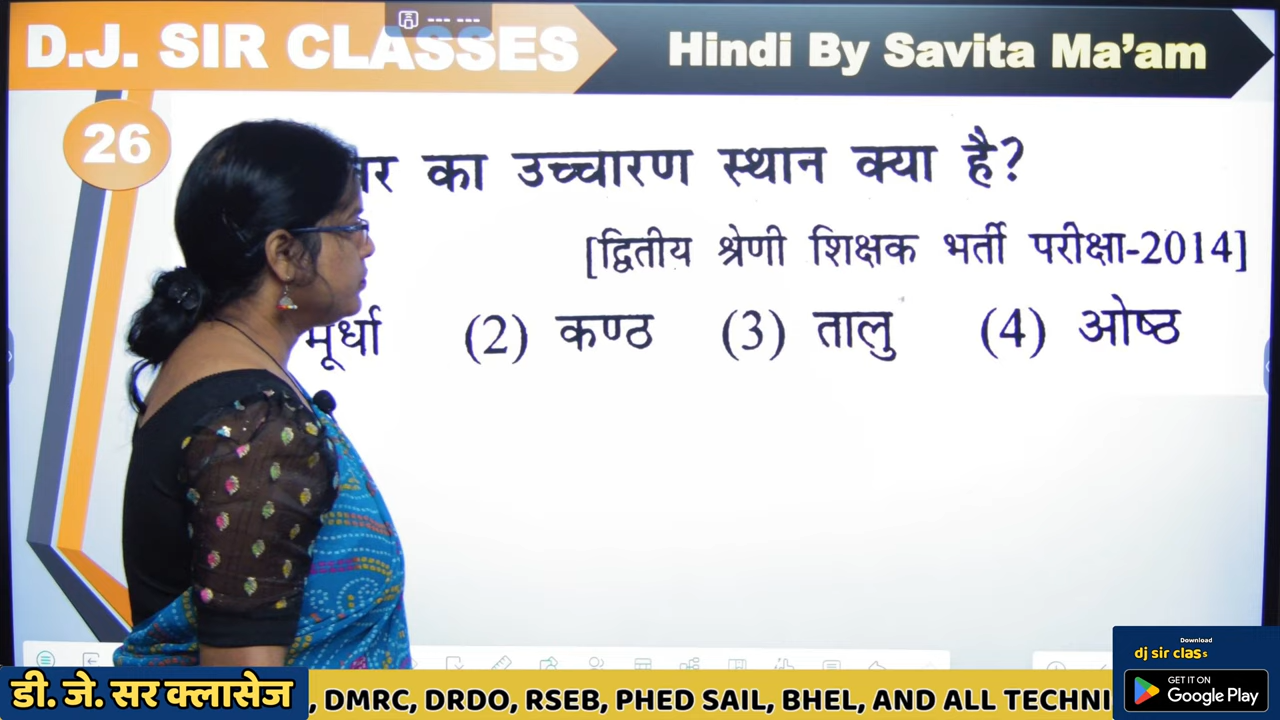 D.J. SIR CLASSES
Hindi By Savita Ma’am
26
का उच्चारण स्थान क्या है?
[द्वितीय श्रेणी शिक्षक भर्ती परीक्षा-2014]
मूर्धा (2) कण्ठ (3) तालु (4) ओष्ठ
Download
dj sir class
GET IT ON
Google Play
डी. जे. सर क्लासेज
, DMRC, DRDO, RSEB, PHED SAIL, BHEL, AND ALL TECHNI